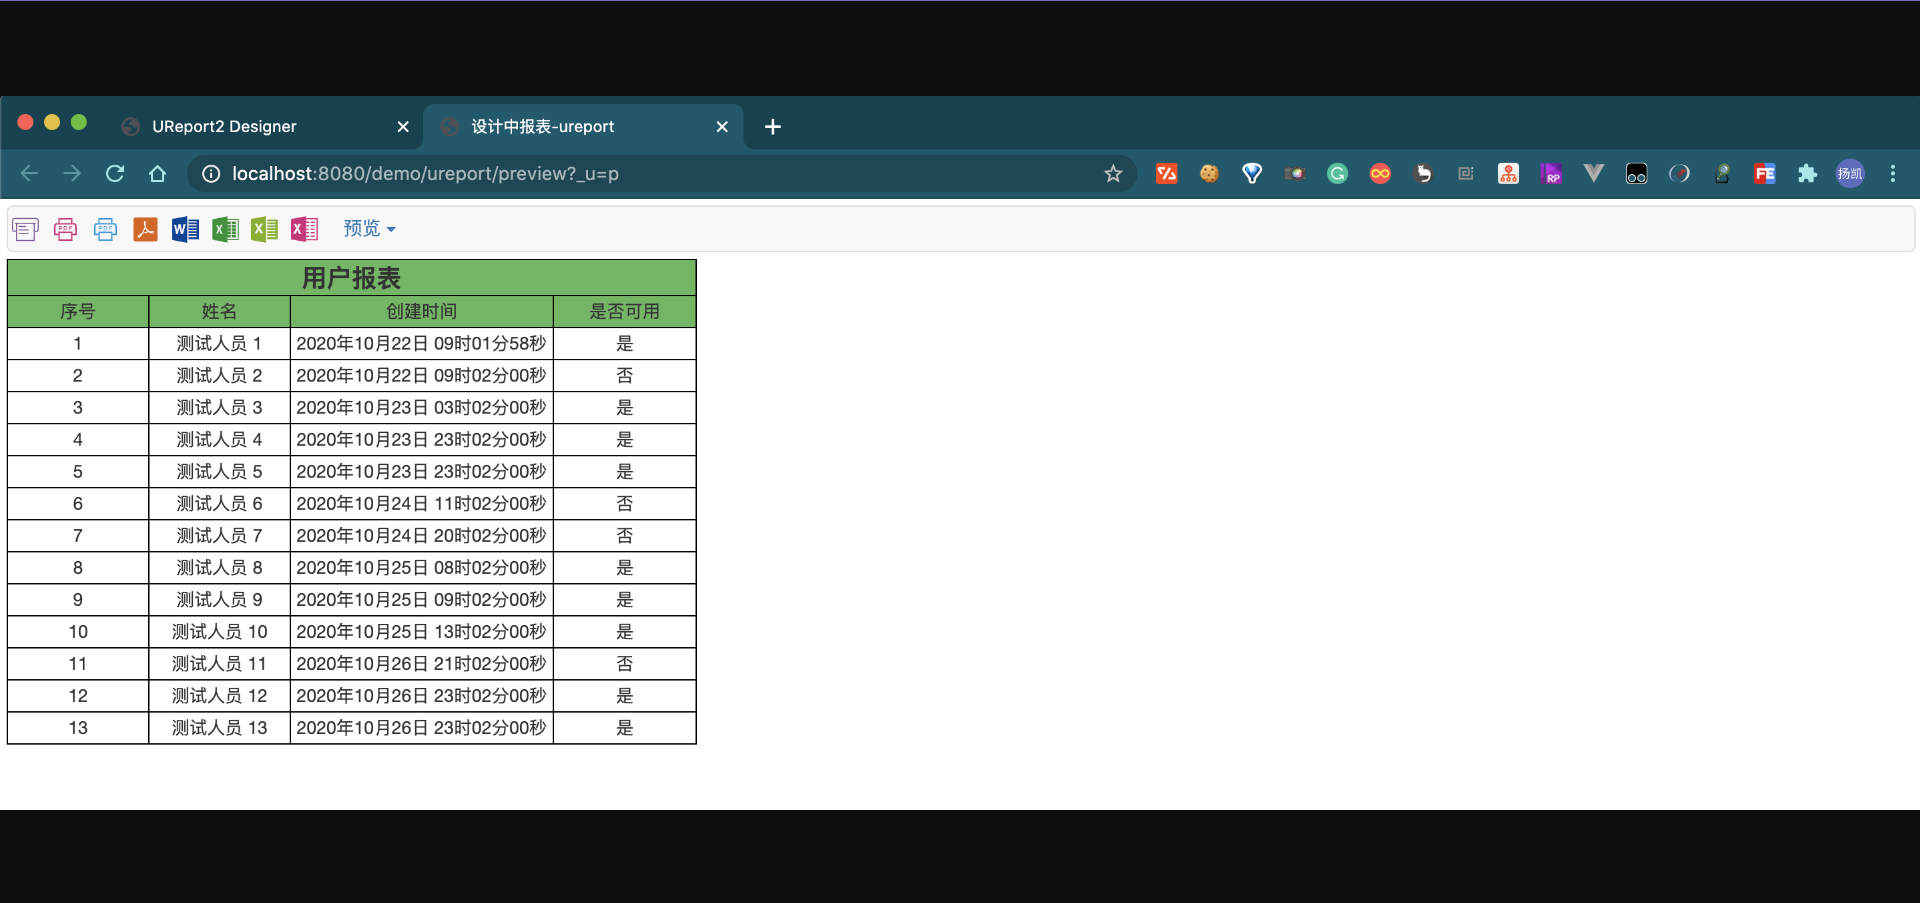 UReport2 Designer
设计中报表-ureport
localhost:8080/demo/ureport/preview?_u=p
扬凯
预览
用户报表
序号 姓名 创建时间 是否可用
1 测试人员 1 2020年10月22日 09时01分58秒 是
2 测试人员 2 2020年10月22日 09时02分00秒 否
3 测试人员 3 2020年10月23日 03时02分00秒 是
4 测试人员 4 2020年10月23日 23时02分00秒 是
5 测试人员 5 2020年10月23日 23时02分00秒 是
6 测试人员 6 2020年10月24日 11时02分00秒 否
7 测试人员 7 2020年10月24日 20时02分00秒 否
8 测试人员 8 2020年10月25日 08时02分00秒 是
9 测试人员 9 2020年10月25日 09时02分00秒 是
10 测试人员 10 2020年10月25日 13时02分00秒 是
11 测试人员 11 2020年10月26日 21时02分00秒 否
12 测试人员 12 2020年10月26日 23时02分00秒 是
13 测试人员 13 2020年10月26日 23时02分00秒 是